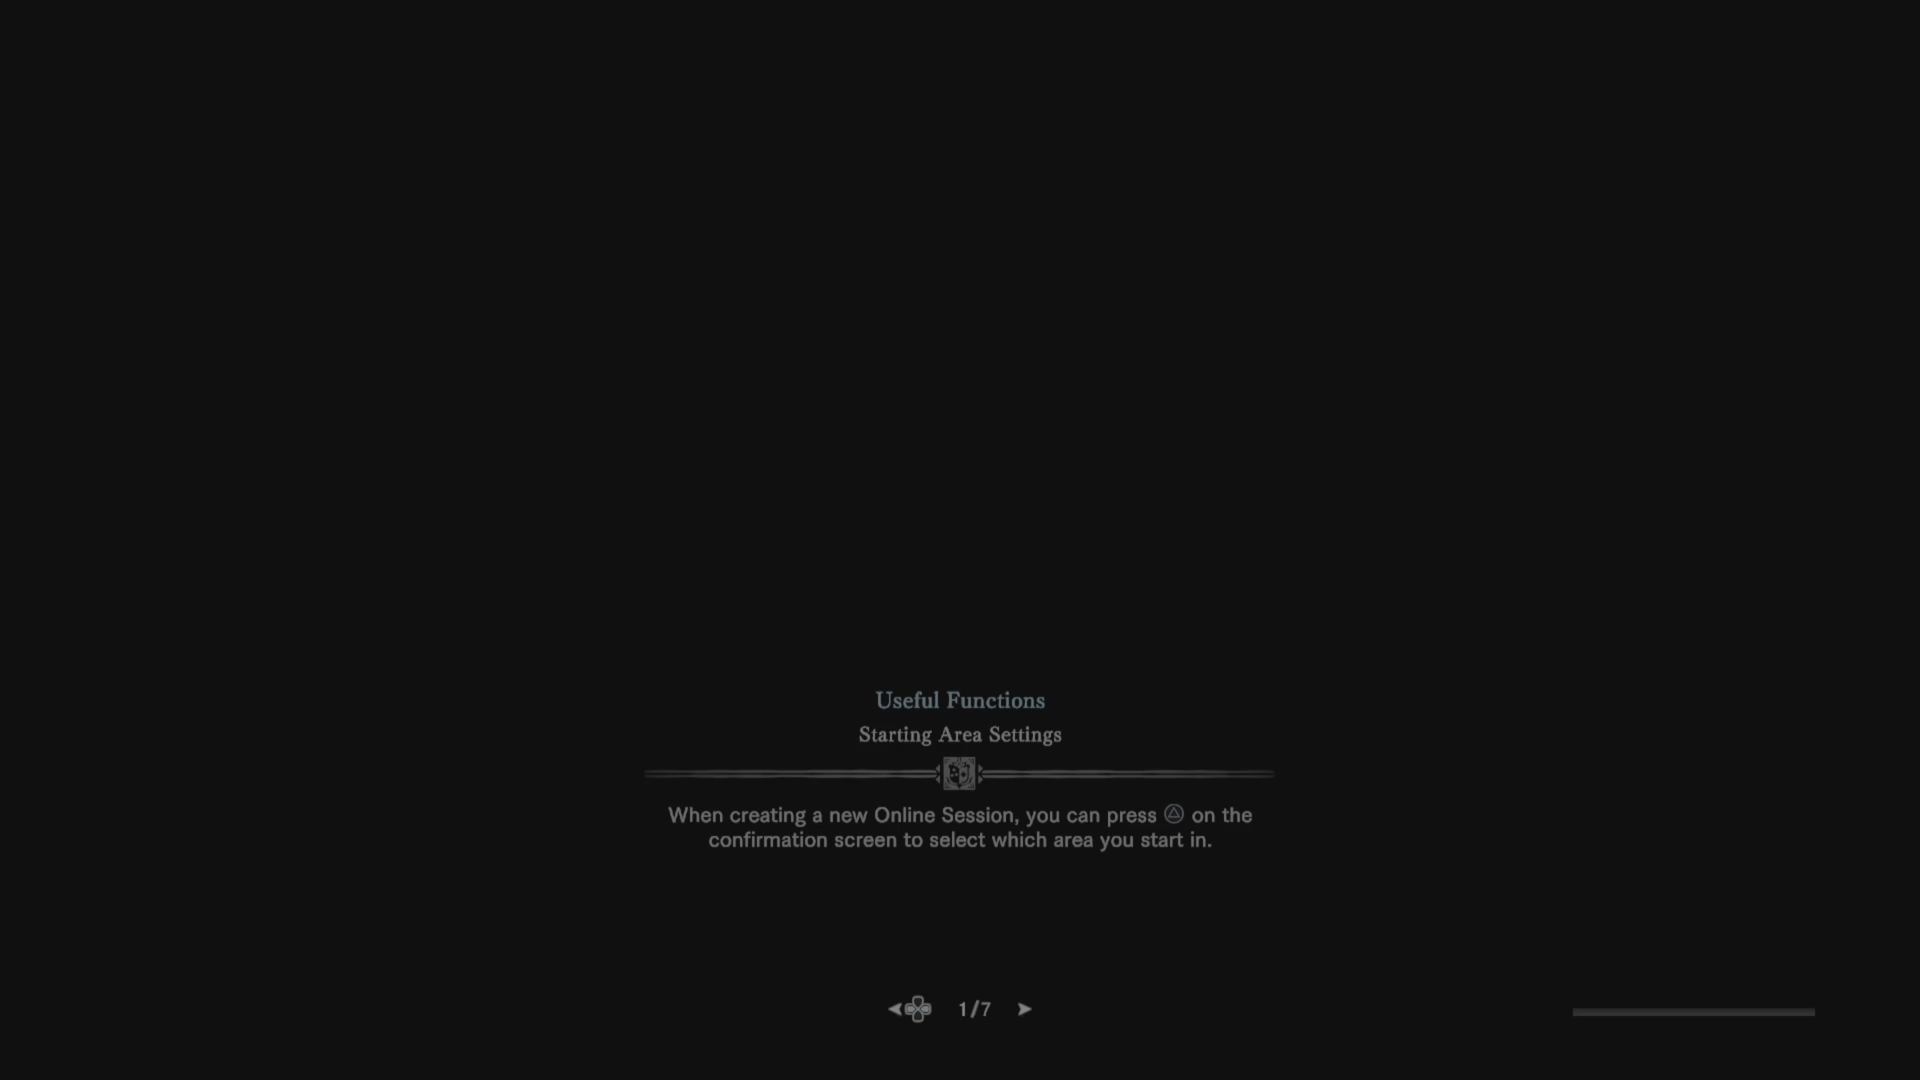 Useful Functions
Starting Area Settings
When creating a new Online Session, you can press △ on the
confirmation screen to select which area you start in.
1/7